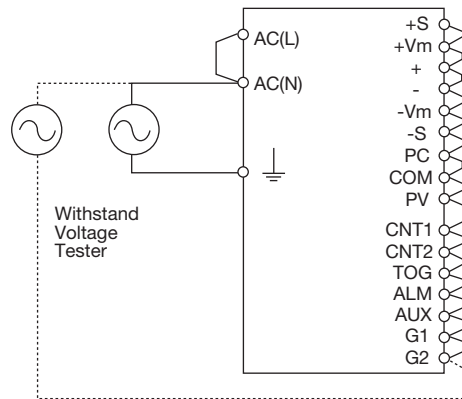 AC(L)
AC(N)
Withstand
Voltage
Tester
+S
+Vm
+
-
-Vm
-S
PC
COM
PV
CNT1
CNT2
TOG
ALM
AUX
G1
G2